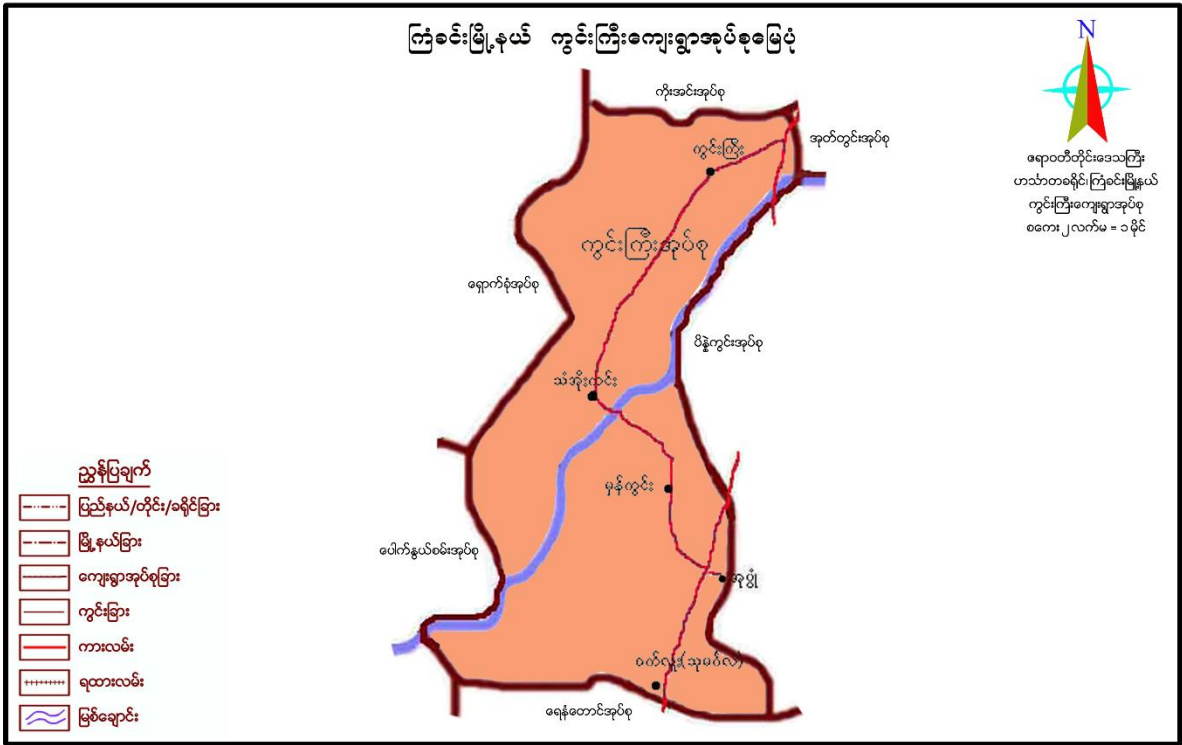 ကြံခင်းမြို့နယ် ကွင်းကြီးကျေးရွာအုပ်စုမြေပုံ
N
ကိုးအင်းအုပ်စု
အုတ်တွင်းအုပ်စု
ကွင်းကြီး
ဧရာဝတီတိုင်းဒေသကြီး
ဟင်္သာတခရိုင်၊ကြံခင်းမြို့နယ်
ကွင်းကြီးကျေးရွာအုပ်စု
စကေး ၂ လက်မ = ၁ မိုင်
ကွင်းကြီးအုပ်စု
ရှောက်ခုံအုပ်စု
ပိန္နဲကွင်းအုပ်စု
သံအိုးကင်း
မှန်ကွင်း
ပေါက်နွယ်စမ်းအုပ်စု
ဝက်လူး(သုမင်္ဂလ)
ရေနံတောင်အုပ်စု
ညွှန်ပြချက်
ပြည်နယ်/တိုင်း/ခရိုင်ခြား
မြို့နယ်ခြား
ကျေးရွာအုပ်စုခြား
ကွင်းခြား
ကားလမ်း
ရထားလမ်း
မြစ်ချောင်း